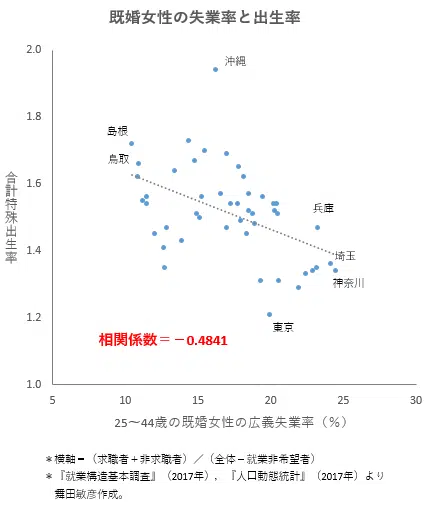 既婚女性の失業率と出生率
合計特殊出生率
2.0
1.8
1.6
1.4
1.2
1.0
沖縄
島根
鳥取
兵庫
埼玉
神奈川
東京
相関係数＝－0.4841
5
10
15
20
25
30
25～44歳の既婚女性の広義失業率（％）
＊横軸＝（求職者＋非求職者）／（全体－就業非希望者）
＊『就業構造基本調査』（2017年），『人口動態統計』（2017年）より
舞田敏彦作成。